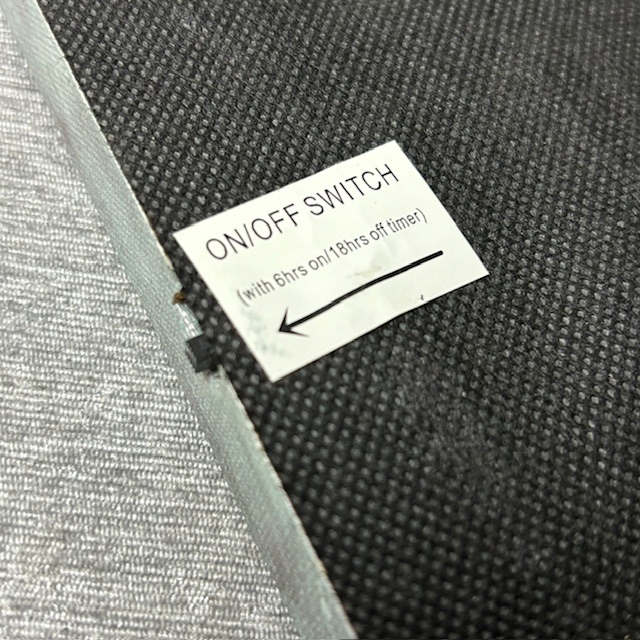 ON/OFF SWITCH
(with 6hrs on/18hrs off timer)